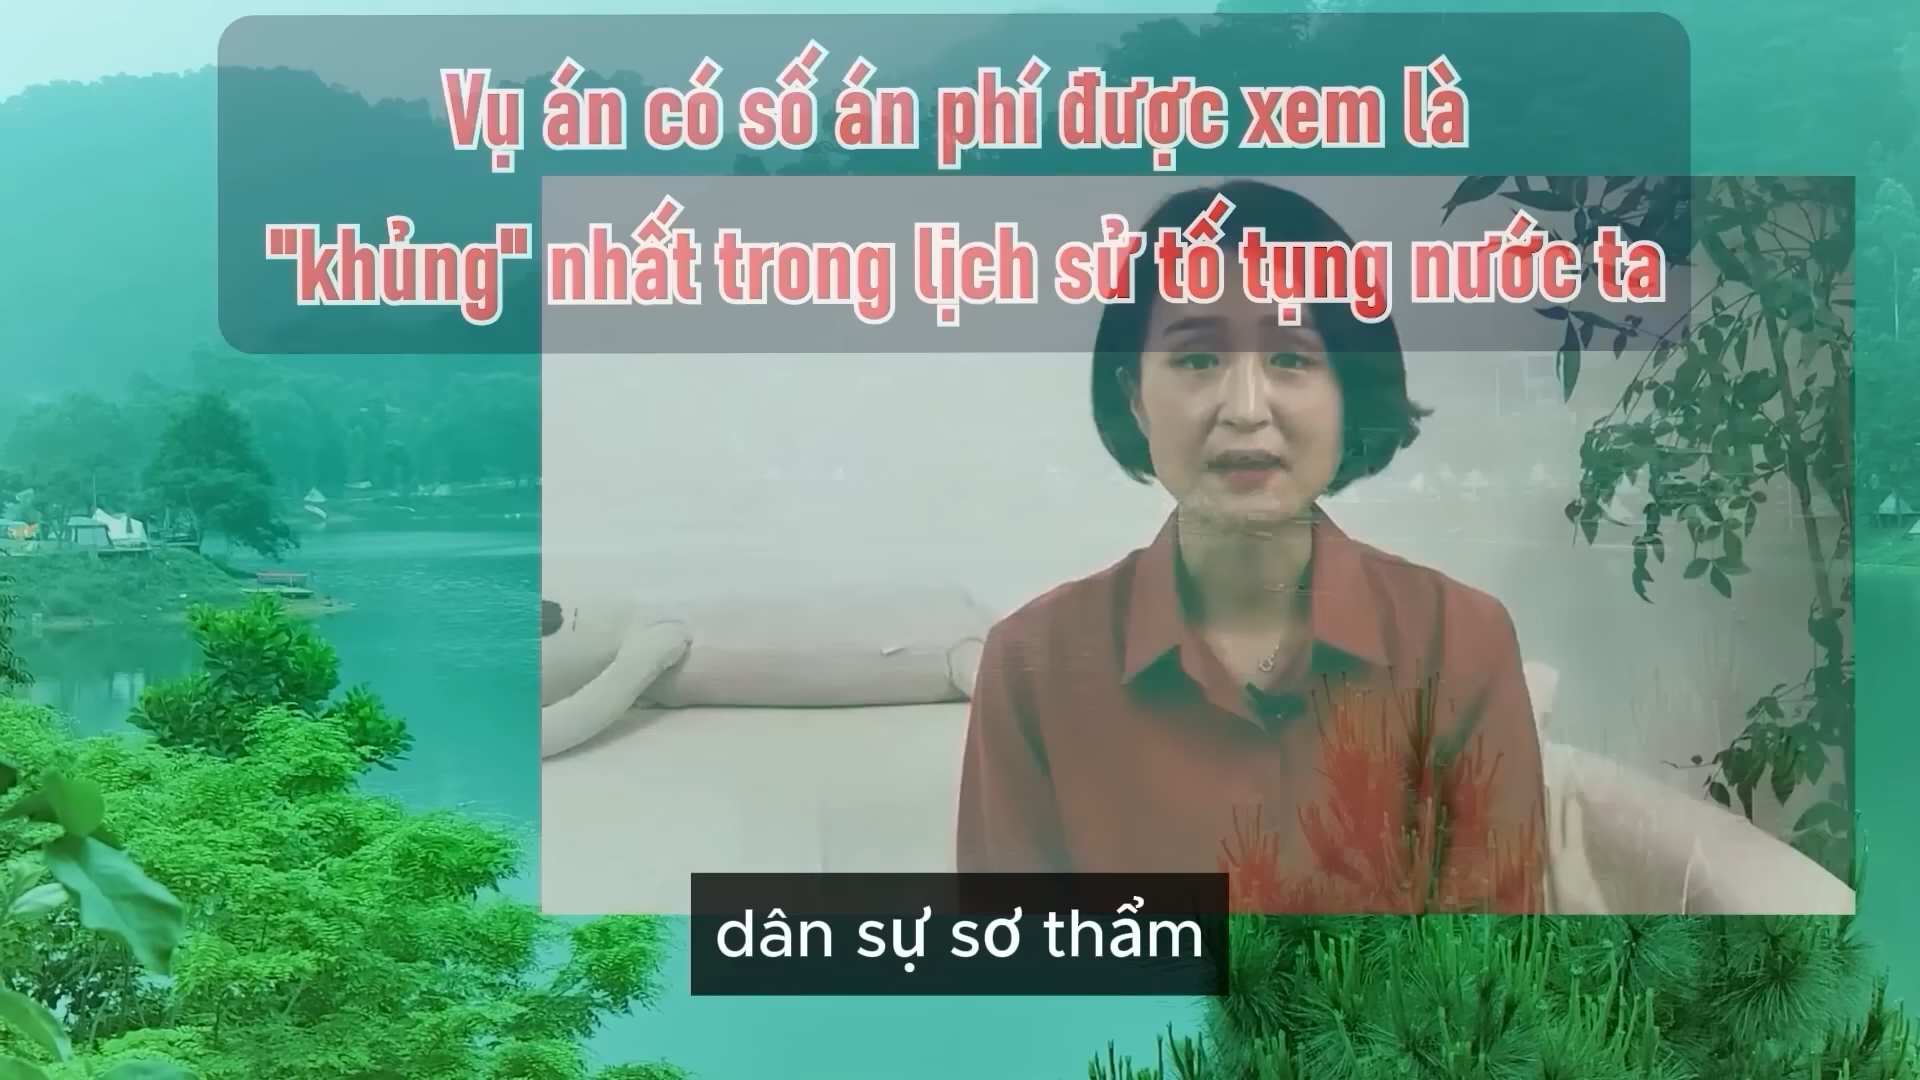 Vụ án có số án phí được xem là
"khủng" nhất trong lịch sử tố tụng nước ta
dân sự sơ thẩm